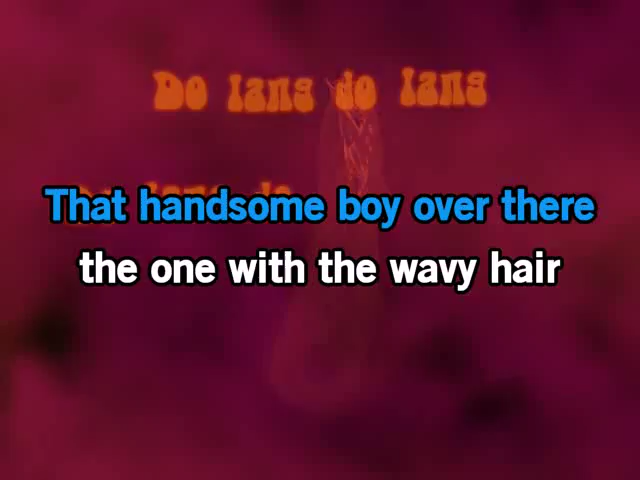 Do lang do lang
That handsome boy over there
the one with the wavy hair